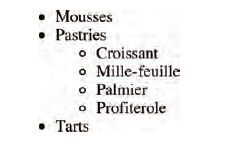 • Mousses
• Pastries
◦ Croissant
◦ Mille-feuille
◦ Palmier
◦ Profiterole
• Tarts